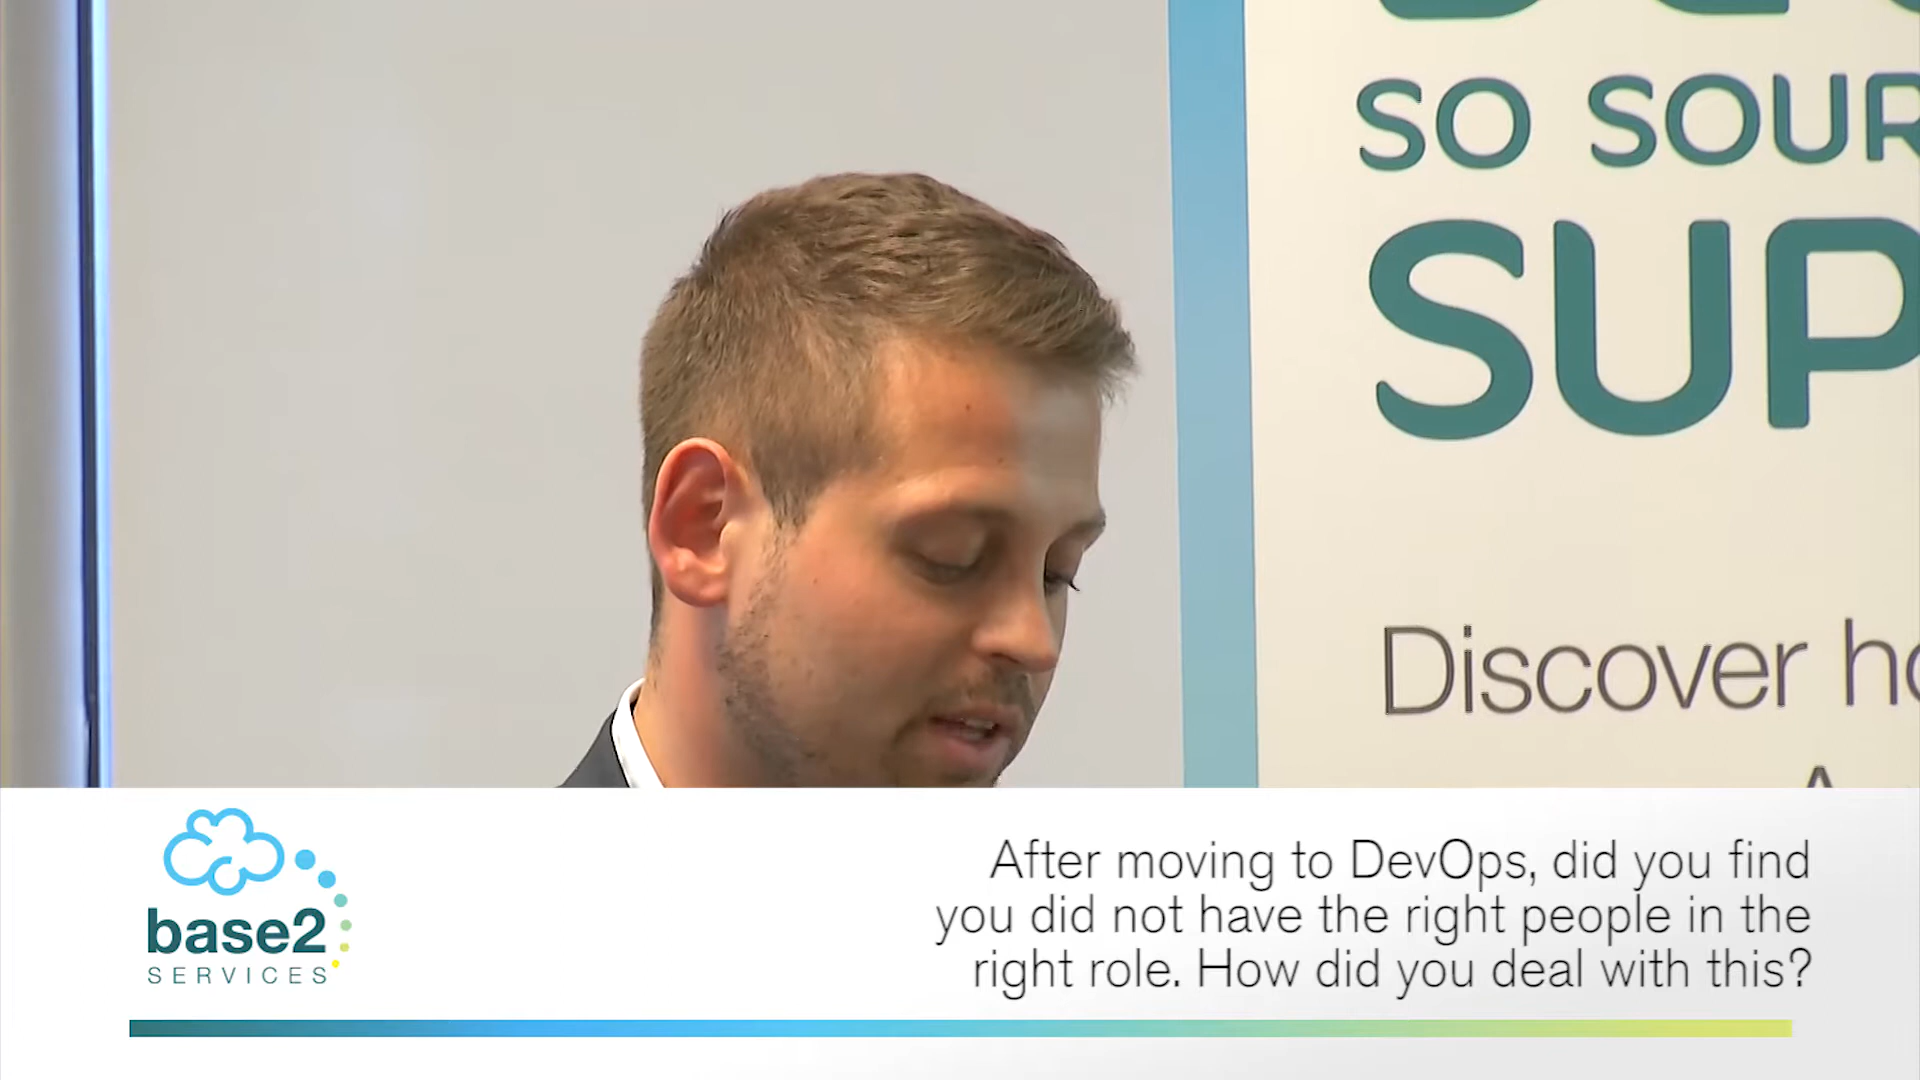 SO SOUR
SUP
Discover ho
base2
SERVICES
After moving to DevOps, did you find
you did not have the right people in the
right role. How did you deal with this?